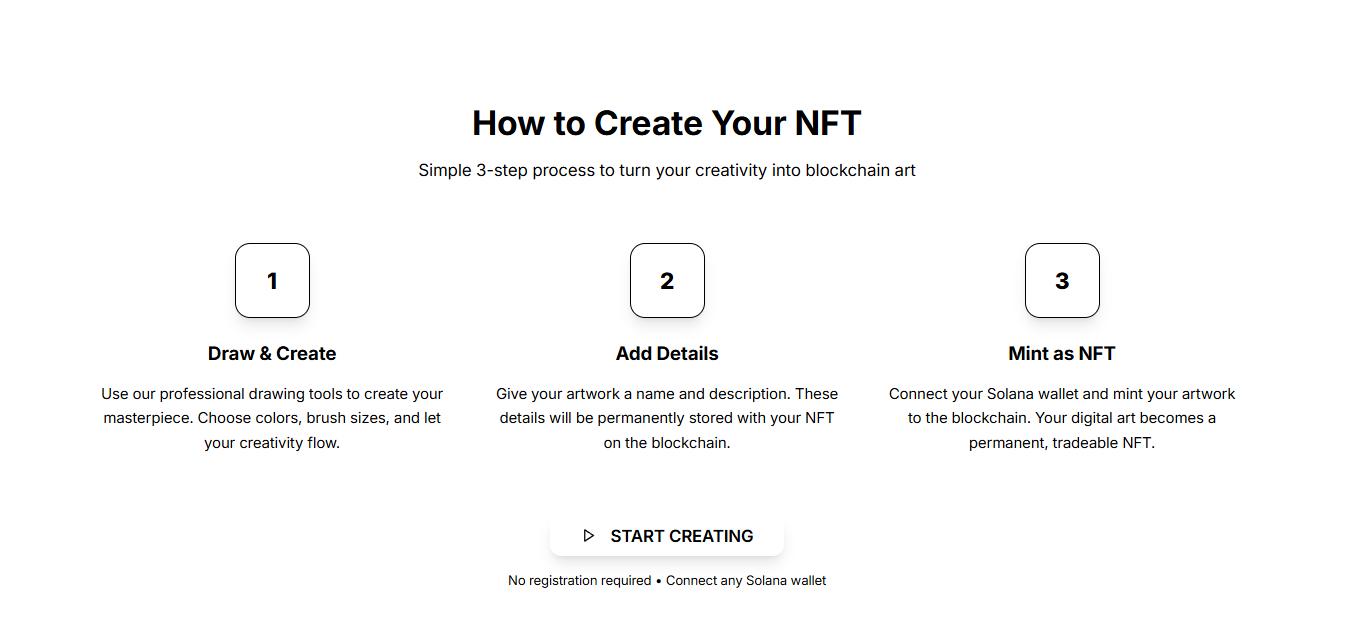 How to Create Your NFT
Simple 3-step process to turn your creativity into blockchain art
1
Draw & Create
Use our professional drawing tools to create your
masterpiece. Choose colors, brush sizes, and let
your creativity flow.
2
Add Details
Give your artwork a name and description. These
details will be permanently stored with your NFT
on the blockchain.
3
Mint as NFT
Connect your Solana wallet and mint your artwork
to the blockchain. Your digital art becomes a
permanent, tradeable NFT.
START CREATING
No registration required • Connect any Solana wallet